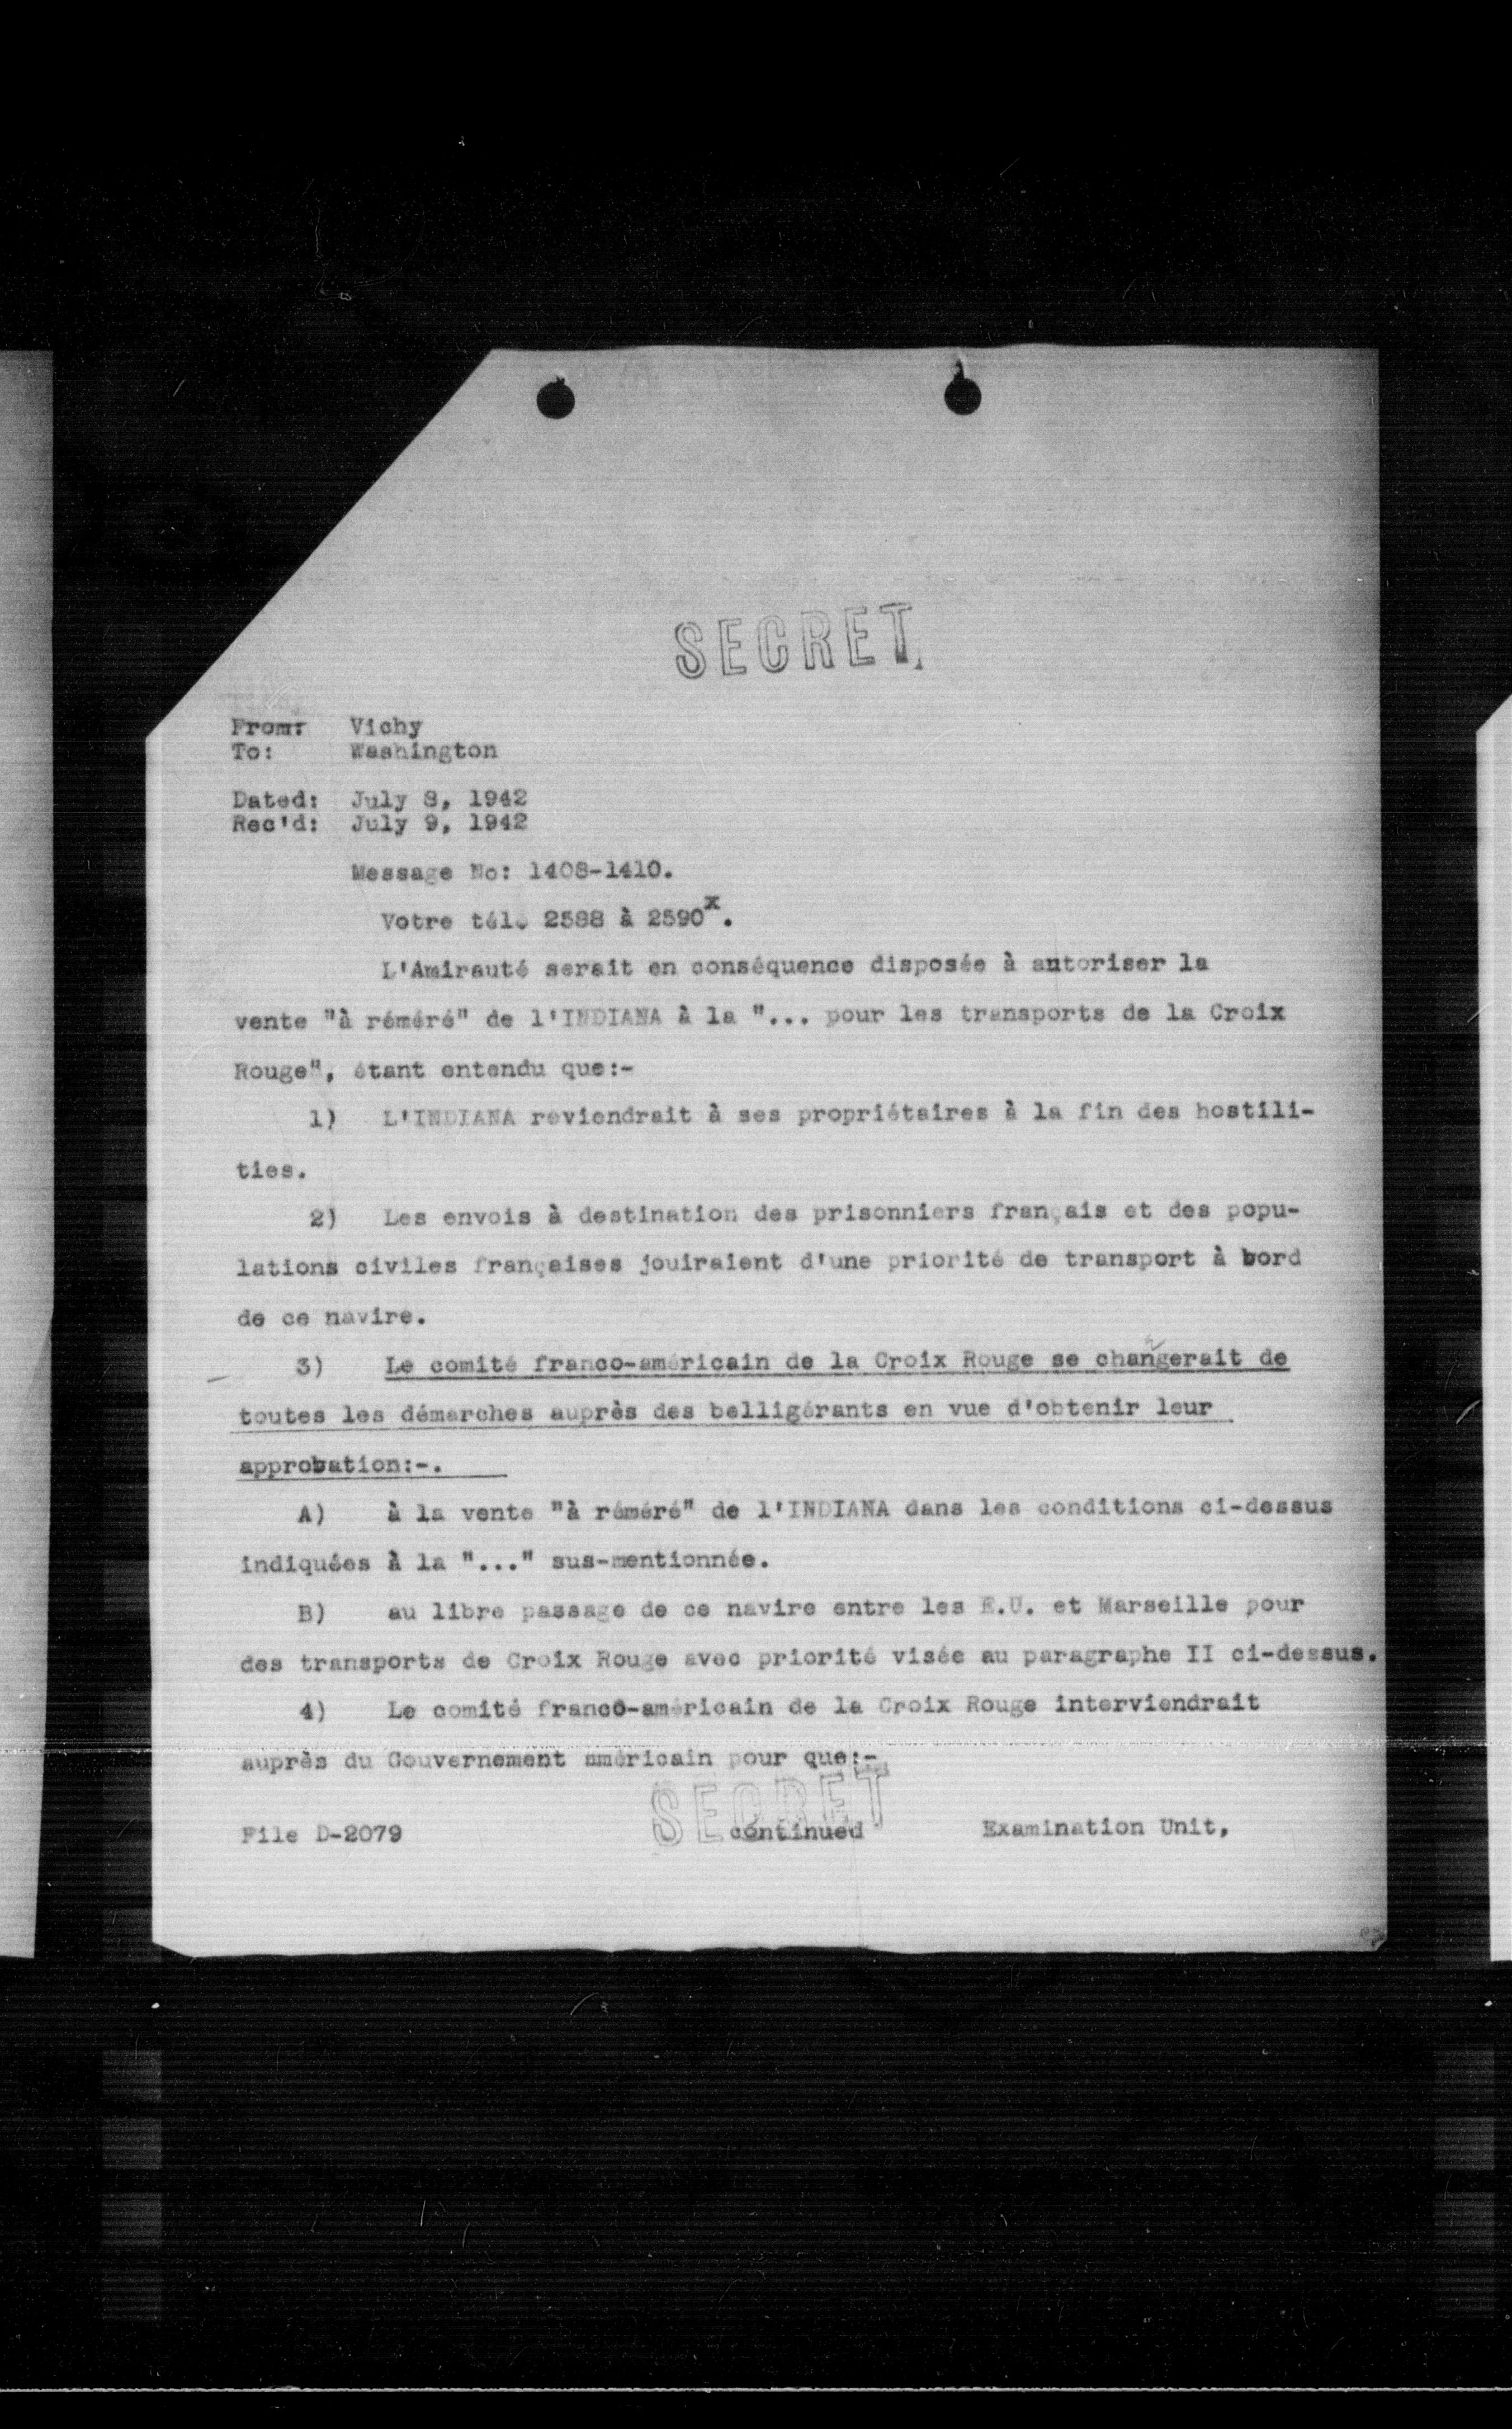 SECRET
From: Vichy
To: Washington
Dated: July 8, 1942
Rec'd: July 9, 1942
Message No: 1408-1410.
Votre tél. 2588 à 2590x.
L'Amirauté serait en conséquence disposée à autoriser la
vente "à réméré" de l'INDIANA à la "... pour les transports de la Croix
Rouge", étant entendu que:-
1) L'INDIANA reviendrait à ses propriétaires à la fin des hostili-
ties.
2) Les envois à destination des prisonniers français et des popu-
lations civiles françaises jouiraient d'une priorité de transport à bord
de ce navire.
3) Le comité franco-américain de la Croix Rouge se changerait de
toutes les démarches auprès des belligérants en vue d'obtenir leur
approbation:-.
A) à la vente "à réméré" de l'INDIANA dans les conditions ci-dessus
indiquées à la "..." sus-mentionnée.
B) au libre passage de ce navire entre les E.U. et Marseille pour
des transports de Croix Rouge avec priorité visée au paragraphe II ci-dessus.
4) Le comité franco-américain de la Croix Rouge interviendrait
auprès du Gouvernement américain pour que:-
SECRET
File D-2079 continued Examination Unit,